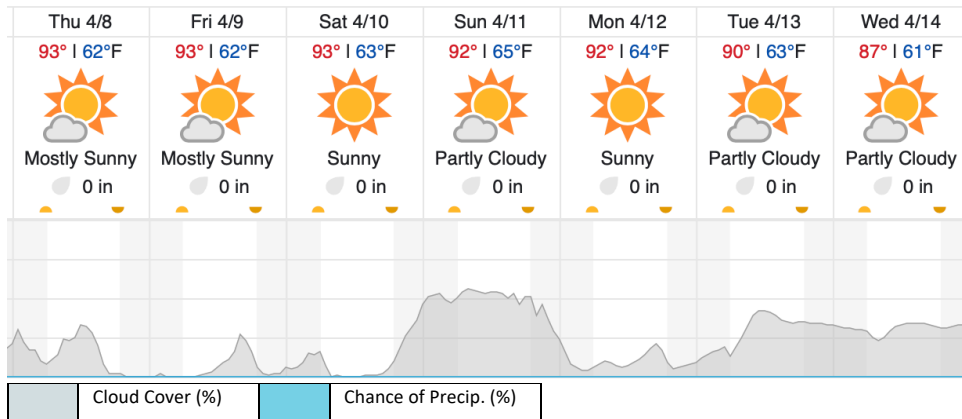 Thu 4/8 Fri 4/9 Sat 4/10 Sun 4/11 Mon 4/12 Tue 4/13 Wed 4/14
93° | 62°F 93° | 62°F 93° | 63°F 92° | 65°F 92° | 64°F 90° | 63°F 87° | 61°F
Mostly Sunny Mostly Sunny Sunny Partly Cloudy Sunny Partly Cloudy Partly Cloudy
0 in 0 in 0 in 0 in 0 in 0 in 0 in
Cloud Cover (%) Chance of Precip. (%)